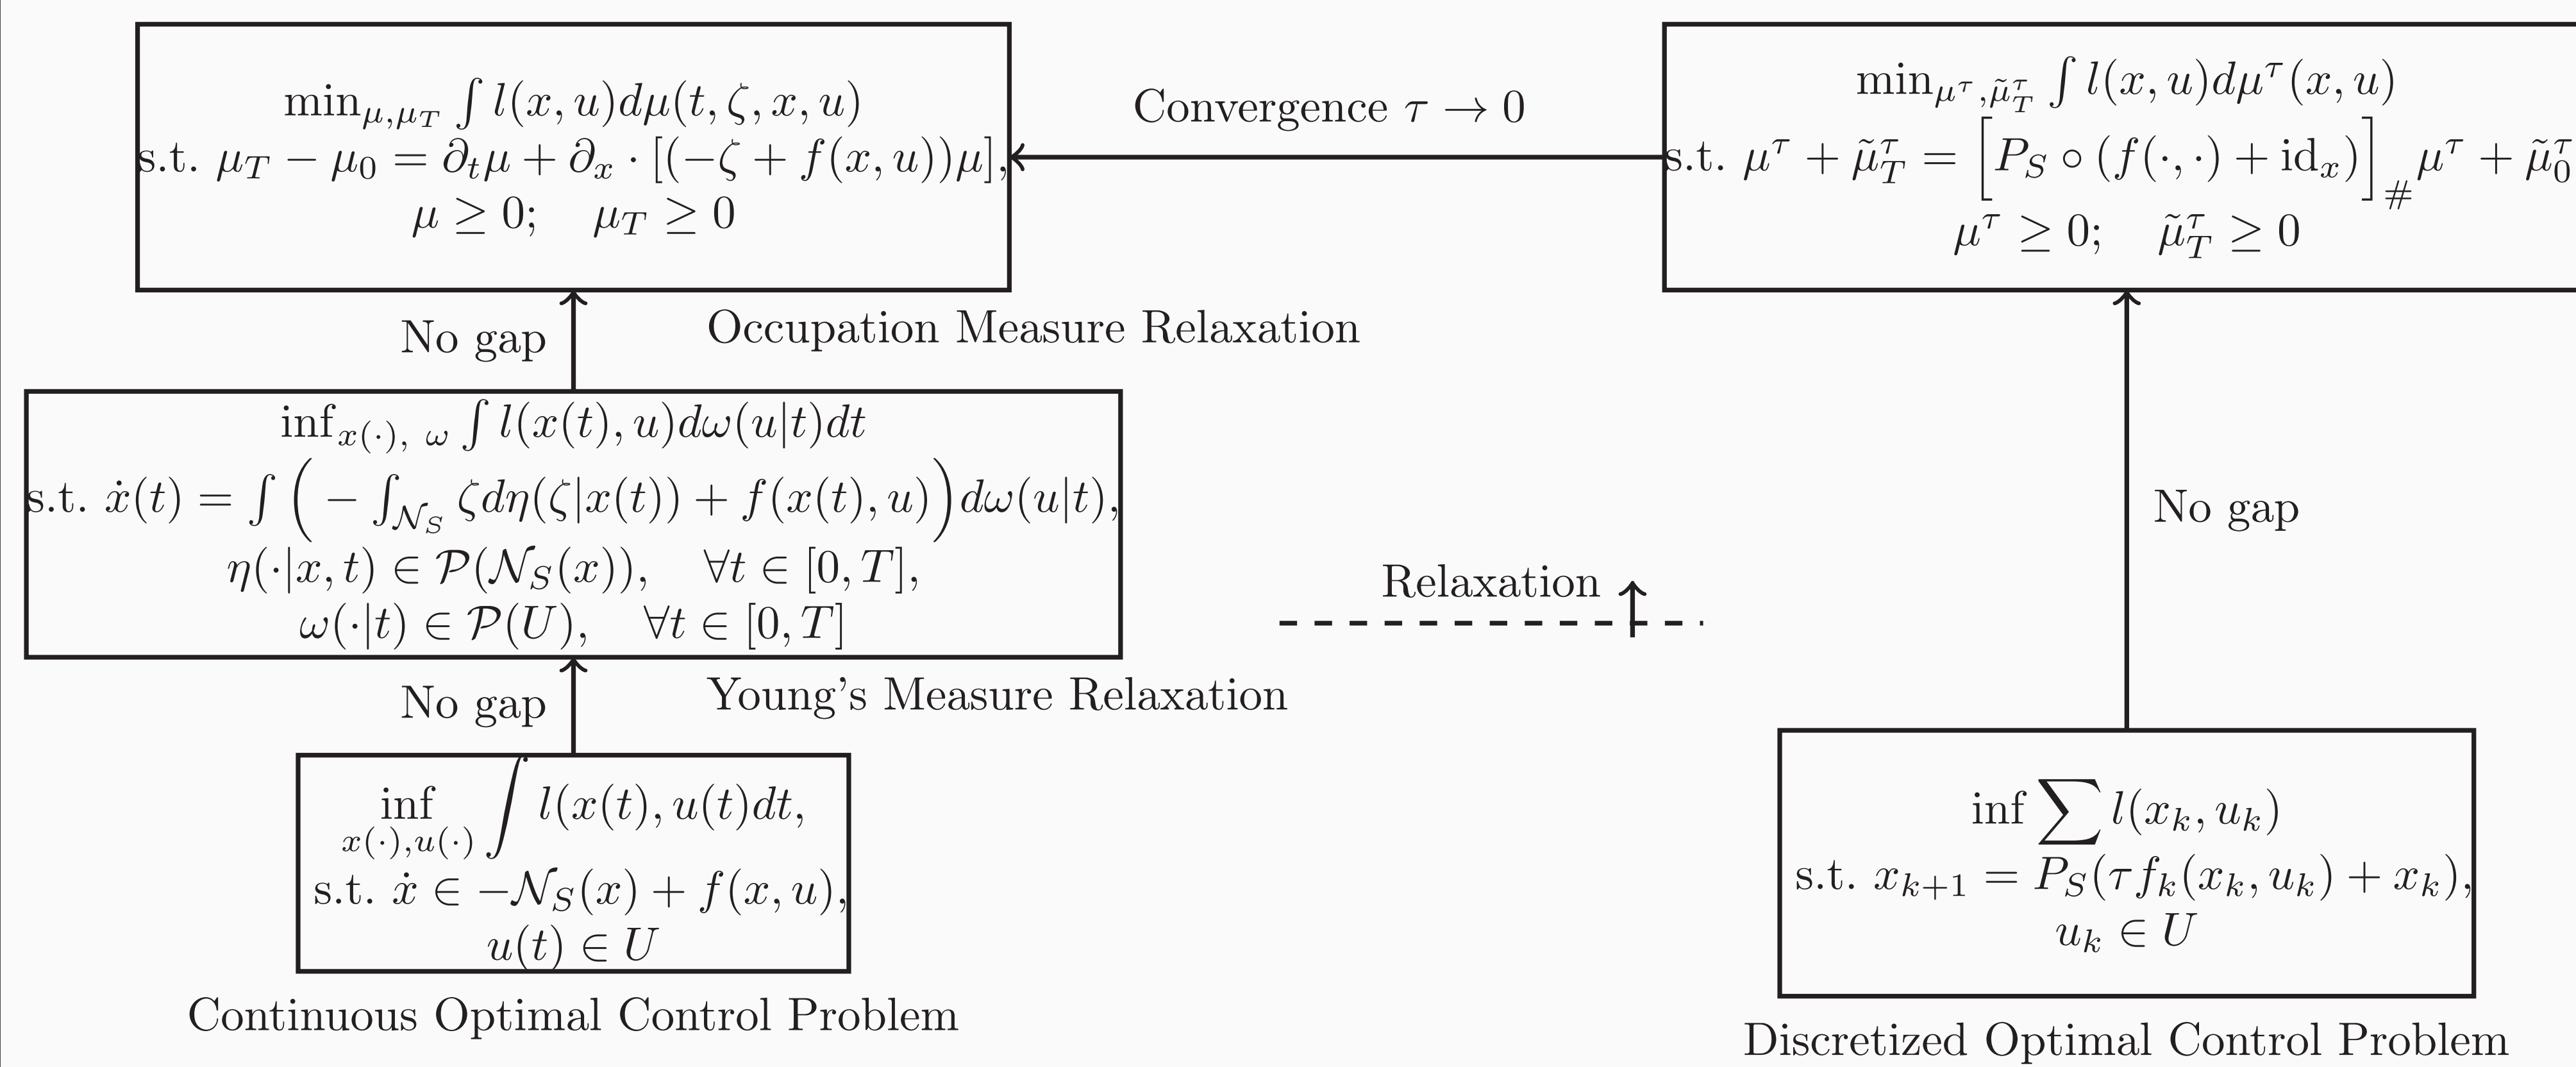 min_{μ,μ_T} ∫ l(x, u)dμ(t, ζ, x, u)
s.t. μ_T − μ_0 = ∂_tμ + ∂_x · [(−ζ + f(x, u))μ],
μ ≥ 0; μ_T ≥ 0
Convergence τ → 0
min_{μ^τ, μ̃_T^τ} ∫ l(x, u)dμ^τ(x, u)
s.t. μ^τ + μ̃_T^τ = [P_S ∘ (f(·, ·) + id_x)]_# μ^τ + μ̃_0^τ
μ^τ ≥ 0; μ̃_T^τ ≥ 0
No gap
Occupation Measure Relaxation
inf_{x(·), ω} ∫ l(x(t), u)dω(u|t)dt
s.t. ẋ(t) = ∫ ( − ∫_{𝒩_S} ζdη(ζ|x(t)) + f(x(t), u))dω(u|t),
η(·|x, t) ∈ 𝒫(𝒩_S(x)), ∀t ∈ [0, T],
ω(·|t) ∈ 𝒫(U), ∀t ∈ [0, T]
No gap
Relaxation
No gap
Young's Measure Relaxation
inf_{x(·),u(·)} ∫ l(x(t), u(t)dt,
s.t. ẋ ∈ −𝒩_S(x) + f(x, u),
u(t) ∈ U
Continuous Optimal Control Problem
inf ∑ l(x_k, u_k)
s.t. x_{k+1} = P_S(τf_k(x_k, u_k) + x_k),
u_k ∈ U
Discretized Optimal Control Problem